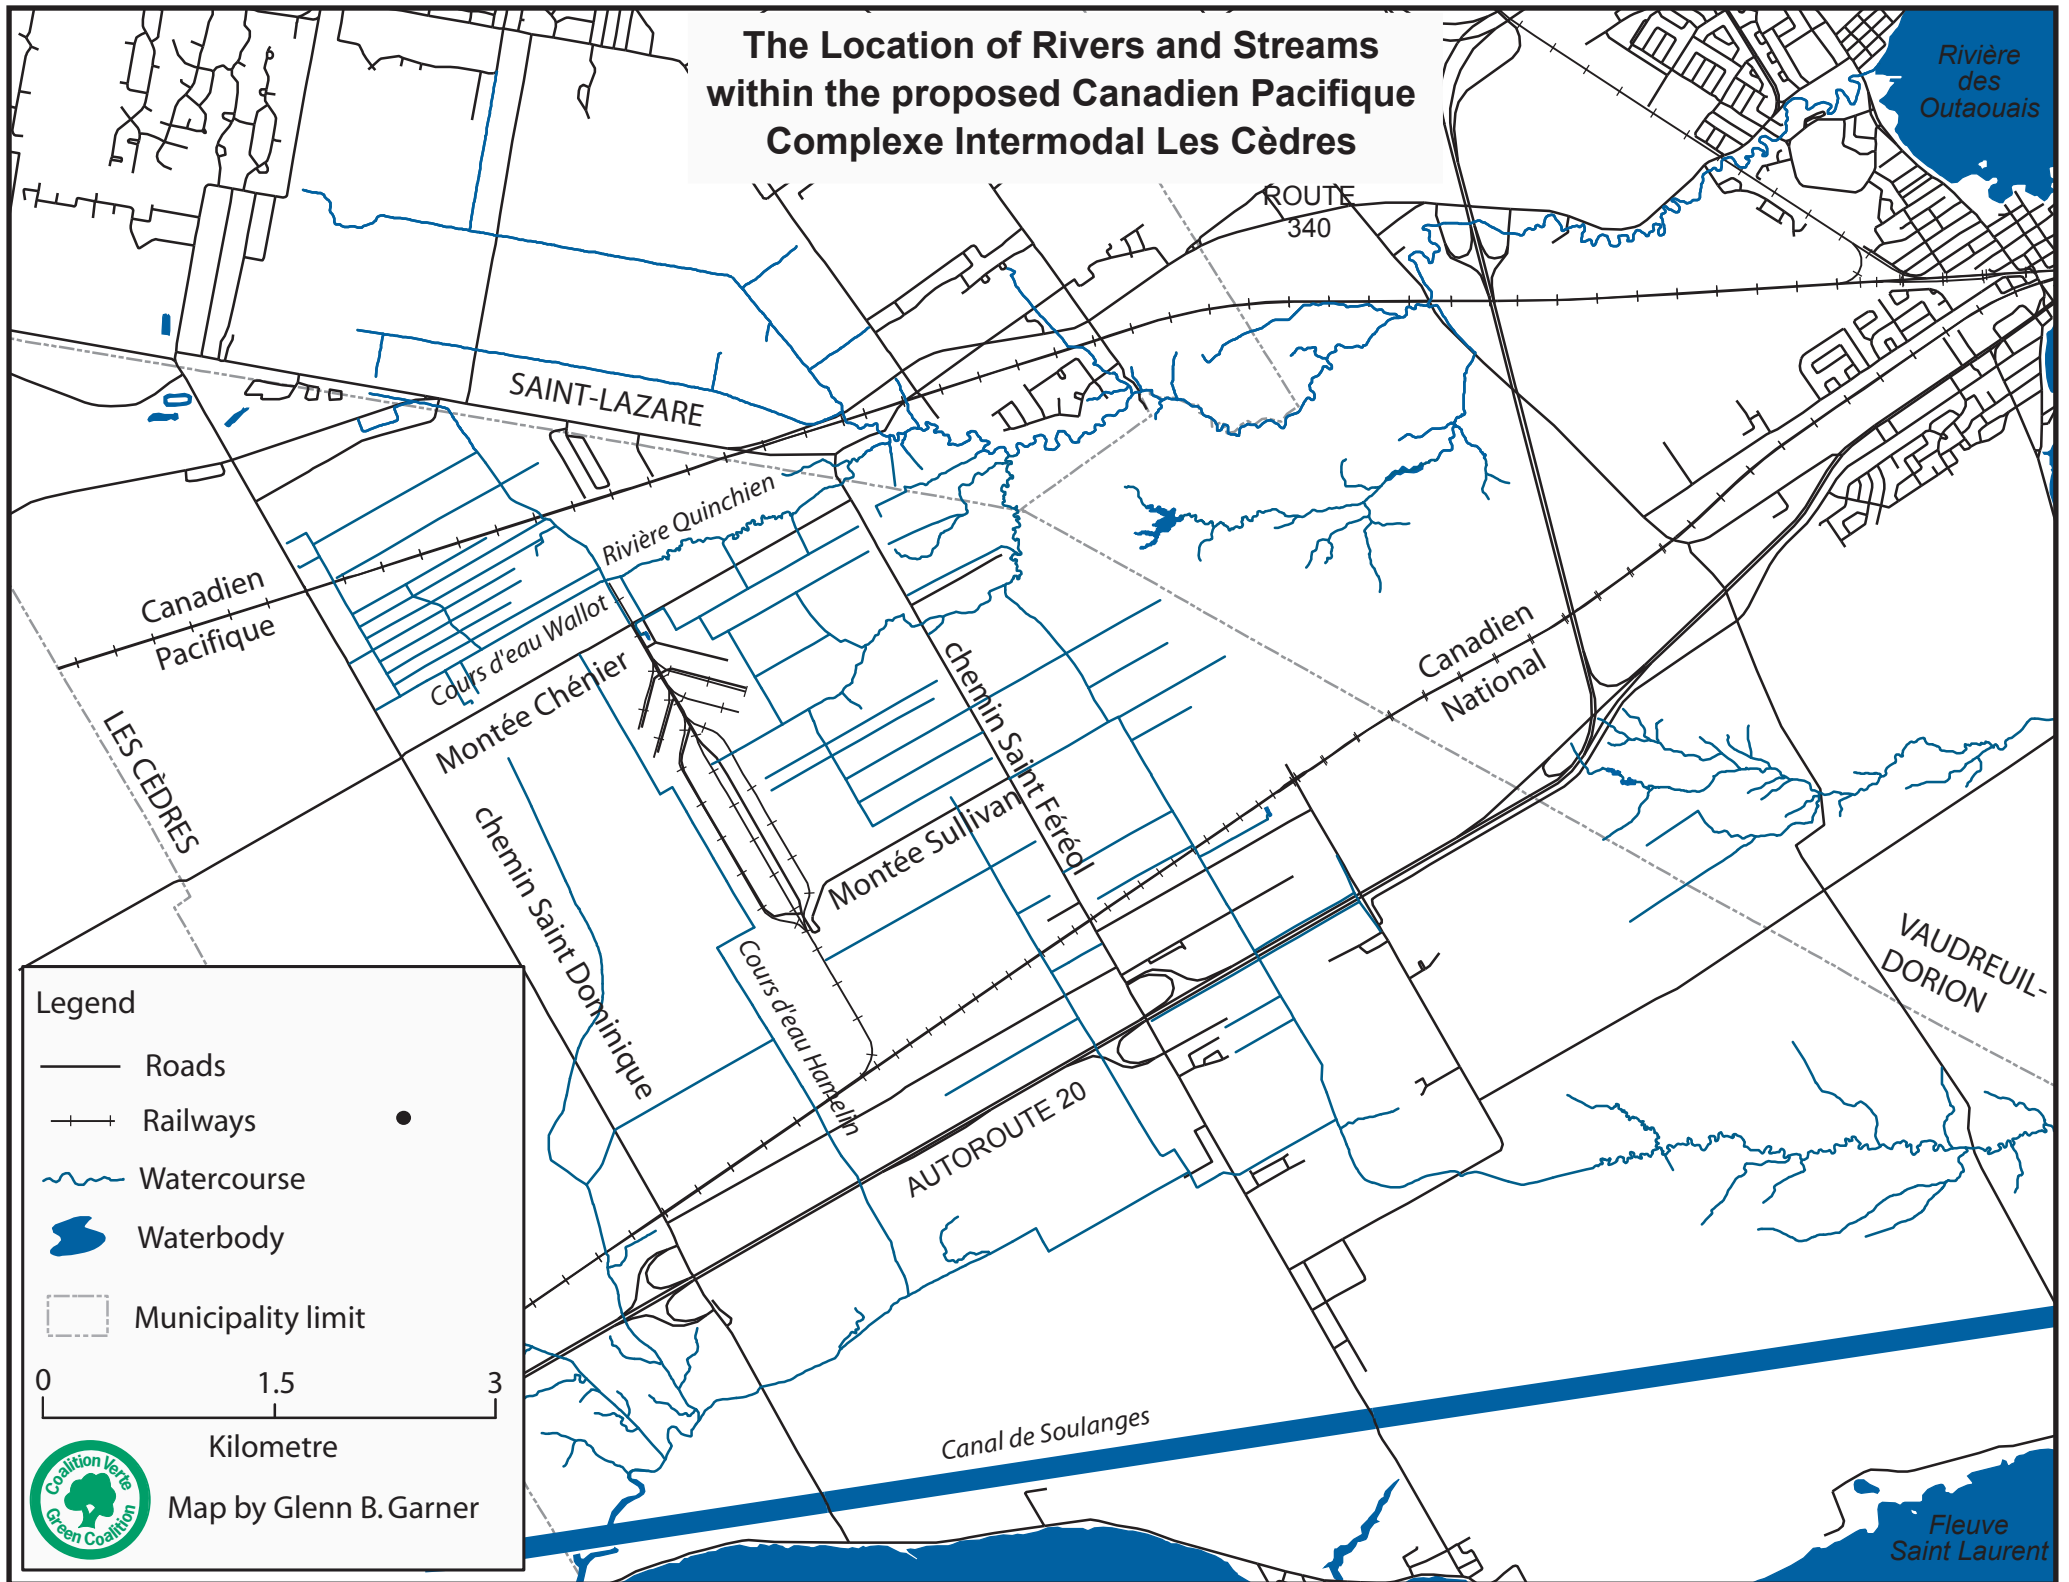 The Location of Rivers and Streams
within the proposed Canadien Pacifique
Complexe Intermodal Les Cèdres
Rivière
des
Outaouais
ROUTE
340
SAINT-LAZARE
Rivière Quinchien
Canadien
Pacifique
Cours d'eau Wallot
Montée Chénier
LES CÈDRES
chemin Saint Dominique
chemin Saint Féréol
Montée Sullivan
Canadien
National
Cours d'eau Hamelin
VAUDREUIL-
DORION
AUTOROUTE 20
Canal de Soulanges
Fleuve
Saint Laurent
Legend
Roads
Railways
Watercourse
Waterbody
Municipality limit
0 1.5 3
Kilometre
Coalition Verte
Green Coalition
Map by Glenn B. Garner